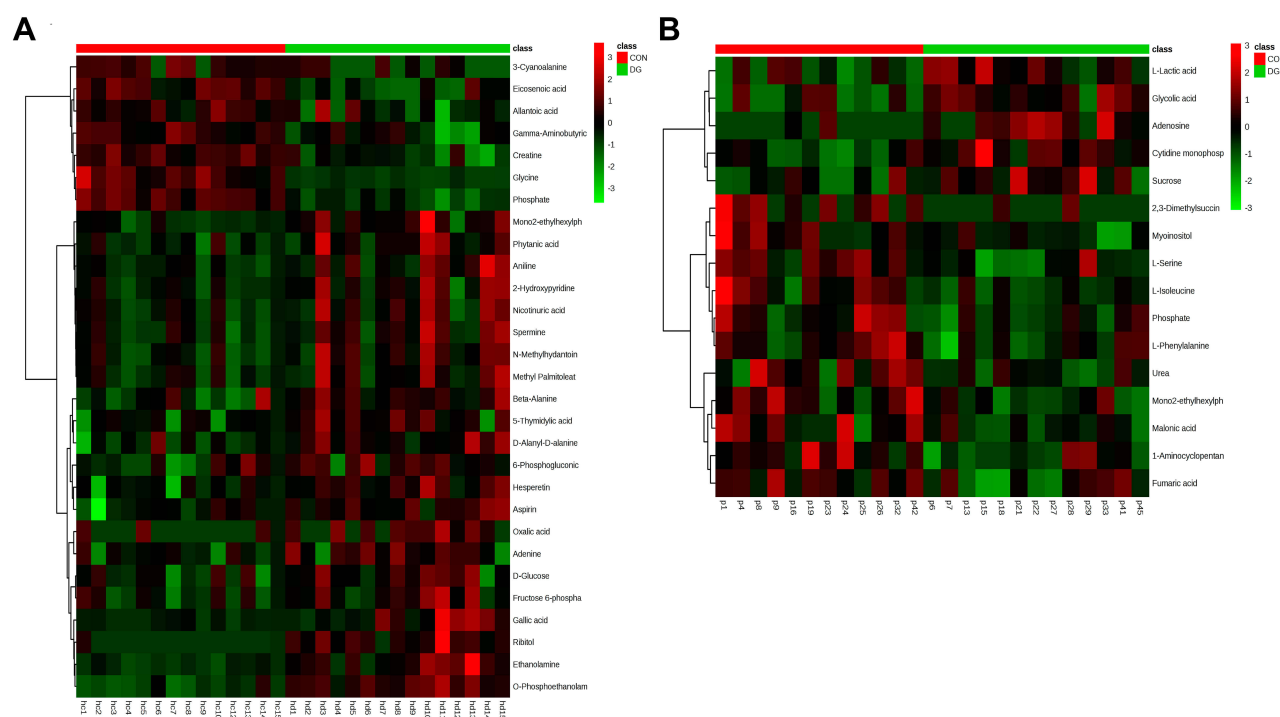 A
B
class
class
CON
DG
3
2
1
0
-1
-2
-3
3-Cyanoalanine
Eicosenoic acid
Allantoic acid
Gamma-Aminobutyric
Creatine
Glycine
Phosphate
Mono2-ethylhexylph
Phytanic acid
Aniline
2-Hydroxypyridine
Nicotinuric acid
Spermine
N-Methylhydantoin
Methyl Palmitoleat
Beta-Alanine
5-Thymidylic acid
D-Alanyl-D-alanine
6-Phosphogluconic
Hesperetin
Aspirin
Oxalic acid
Adenine
D-Glucose
Fructose 6-phospha
Gallic acid
Ribitol
Ethanolamine
O-Phosphoethanolam
hc1 hc2 hc3 hc4 hc5 hc6 hc7 hc8 hc9 hd1 hd2 hd3 hd4 hd6 hd7 hd8 hd9
class
class
CO
DG
3
2
1
0
-1
-2
-3
L-Lactic acid
Glycolic acid
Adenosine
Cytidine monophosp
Sucrose
2,3-Dimethylsuccin
Myoinositol
L-Serine
L-Isoleucine
Phosphate
L-Phenylalanine
Urea
Mono2-ethylhexylph
Malonic acid
1-Aminocyclopentan
Fumaric acid
p1 p4 p8 p9 p16 p19 p23 p24 p25 p26 p32 p42 p6 p7 p13 p15 p18 p21 p22 p27 p28 p29 p33 p41 p45